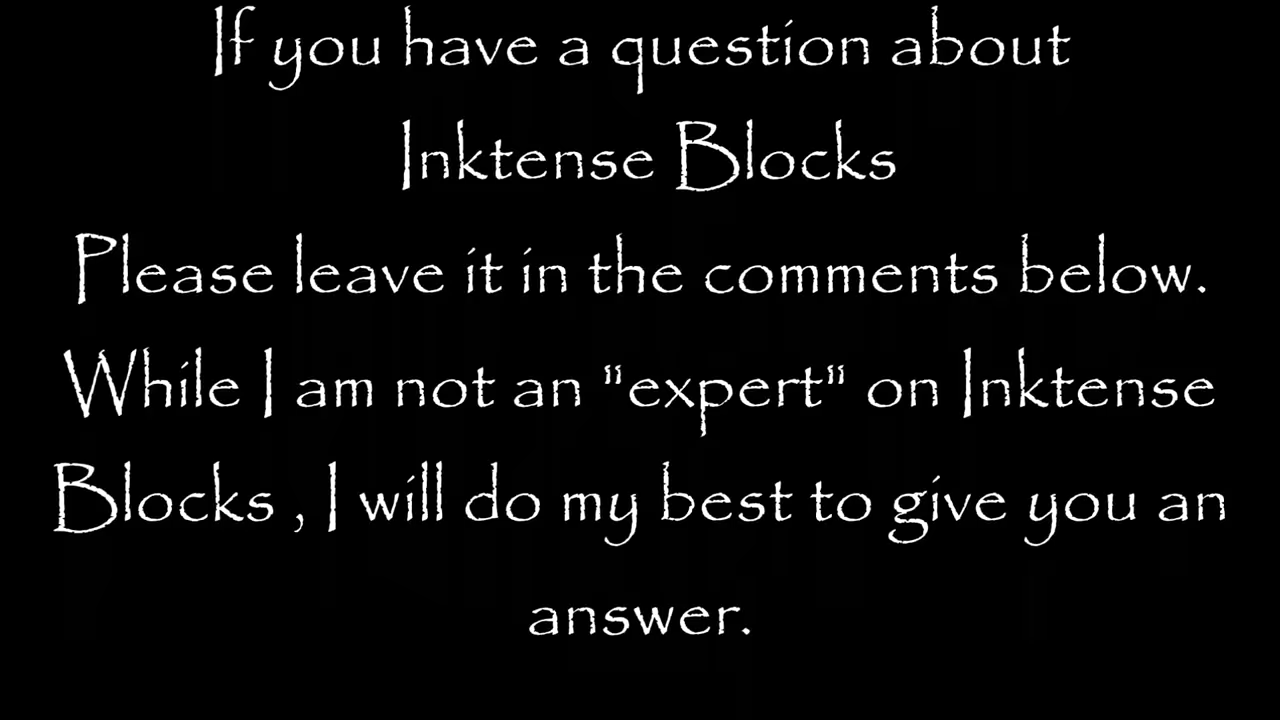 If you have a question about
Inktense Blocks
Please leave it in the comments below.
While I am not an "expert" on Inktense
Blocks , I will do my best to give you an
answer.